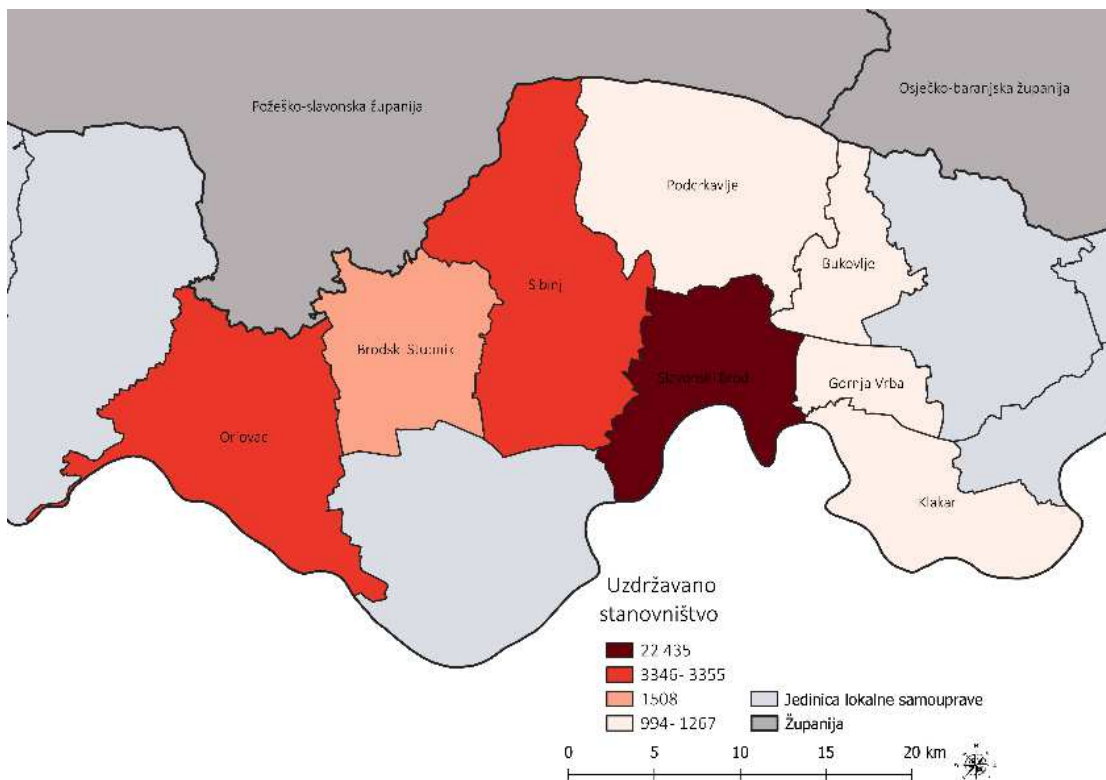 Požeško-slavonska županija
Osječko-baranjska županija
Podcrkavlje
Bukovlje
Sibinj
Brodski Stupnik
Slavonski Brod
Gornja Vrba
Oriovac
Klakar
Uzdržavano
stanovništvo
22 435
3346- 3355
1508
994- 1267
Jedinica lokalne samouprave
Županija
0 5 10 15 20 km
N